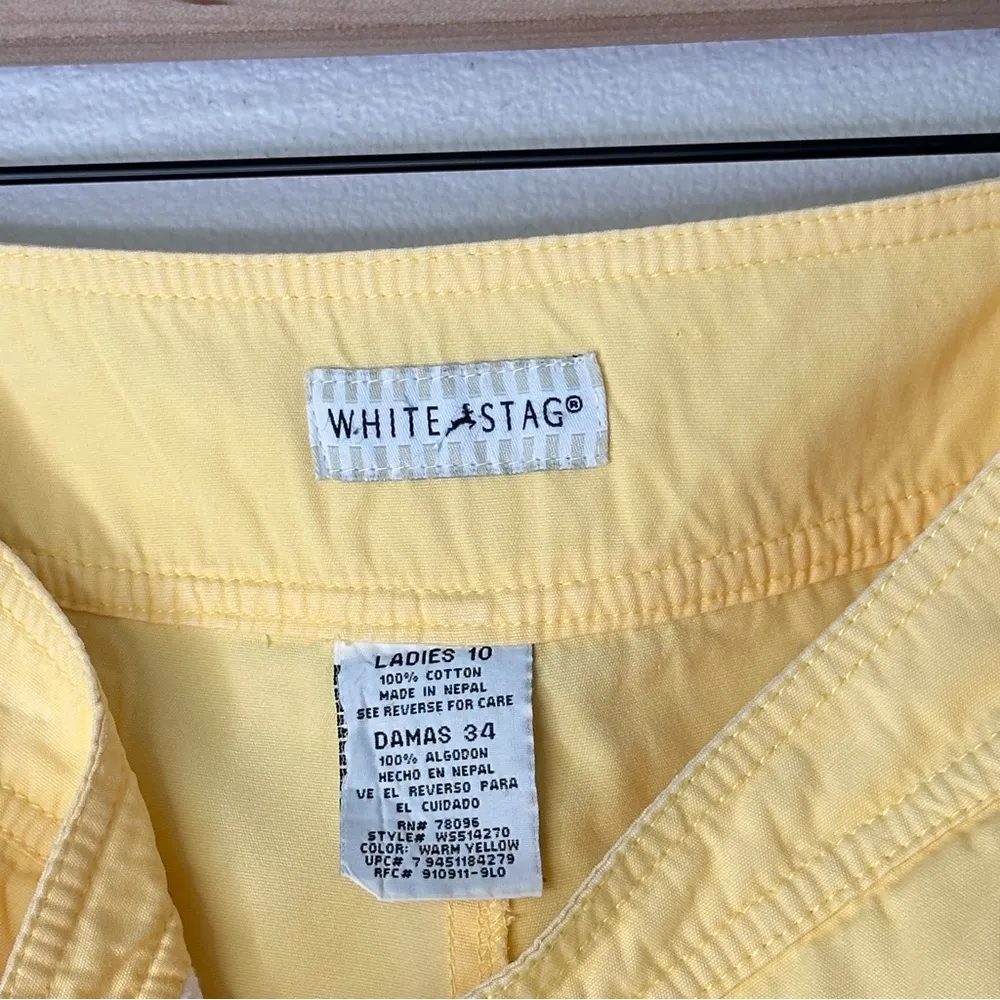 WHITE STAG®
LADIES 10
100% COTTON
MADE IN NEPAL
SEE REVERSE FOR CARE
DAMAS 34
100% ALGODON
HECHO EN NEPAL
VE EL REVERSO PARA
EL CUIDADO
RN# 78096
STYLE# WS514270
COLOR: WARM YELLOW
UPC# 7 9451184279
RFC# 910911-9L0